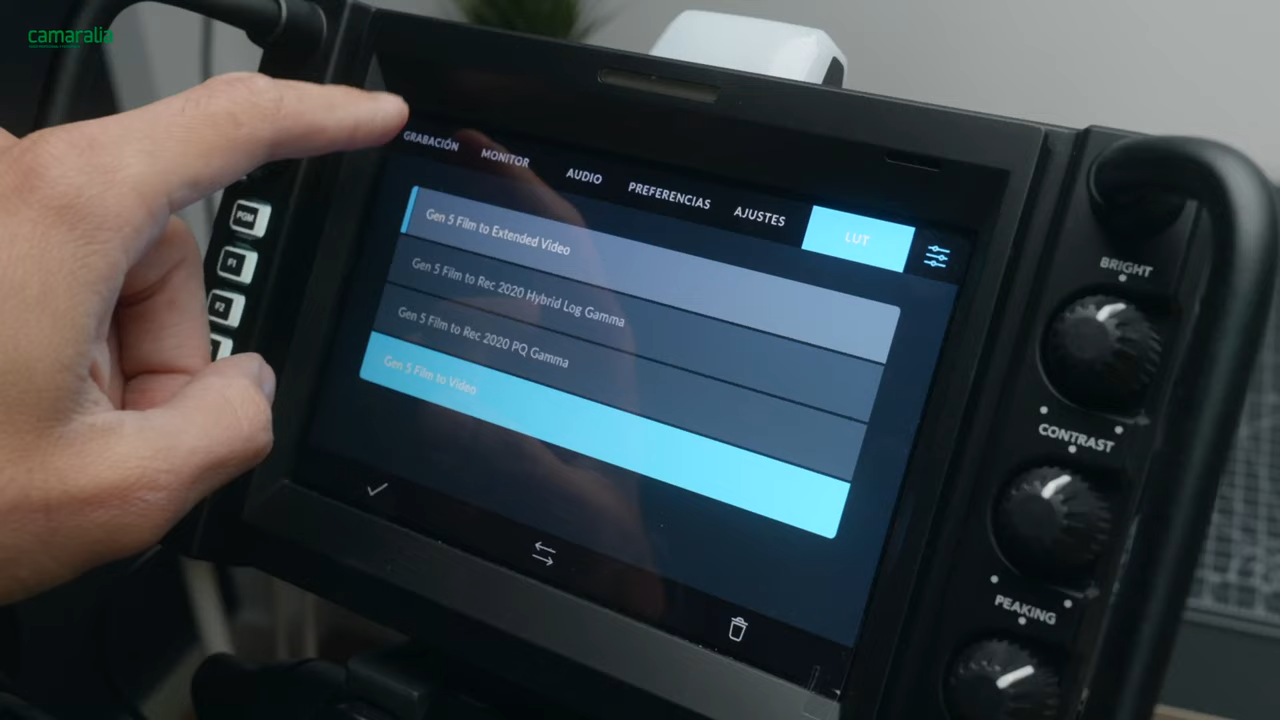 camaralia
GRABACIÓN
MONITOR
AUDIO
PREFERENCIAS
AJUSTES
LUT
Gen 5 Film to Extended Video
Gen 5 Film to Rec 2020 Hybrid Log Gamma
Gen 5 Film to Rec 2020 PQ Gamma
Gen 5 Film to Video
PGM
F1
F2
BRIGHT
CONTRAST
PEAKING